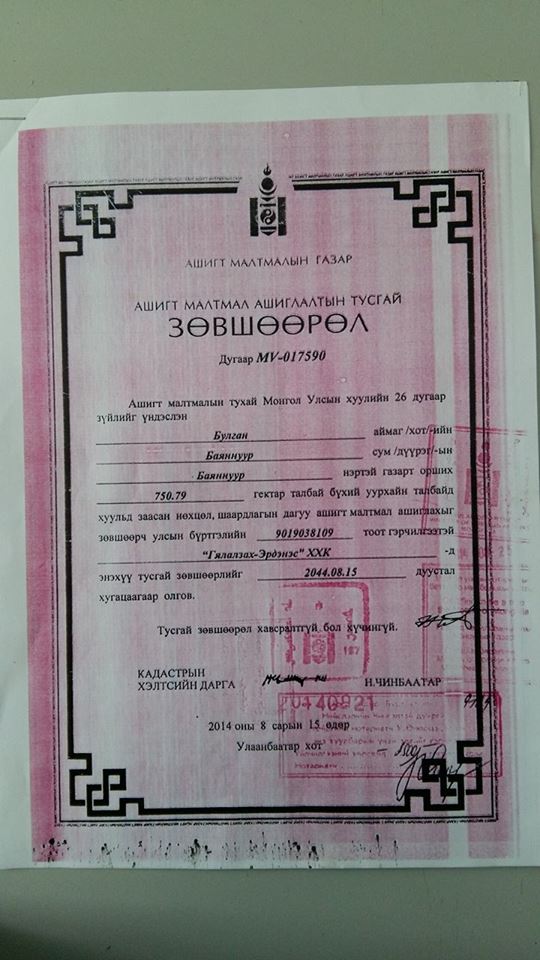 АШИГТ МАЛТМАЛЫН ГАЗАР
АШИГТ МАЛТМАЛ АШИГЛАЛТЫН ТУСГАЙ
ЗӨВШӨӨРӨЛ
Дугаар MV-017590
Ашигт малтмалын тухай Монгол Улсын хуулийн 26 дугаар
зүйлийг үндэслэн
Булган аймаг /хот/-ийн
Баяннуур сум /дүүрэг/-ын
Баяннуур нэртэй газарт орших
750.79 гектар талбай бүхий уурхайн талбайд
хуульд заасан нөхцөл, шаардлагын дагуу ашигт малтмал ашиглахыг
зөвшөөрч улсын бүртгэлийн 9019038109 тоот гэрчилгээтэй
"Гялалзах-Эрдэнэс" ХХК -д
энэхүү тусгай зөвшөөрлийг 2044.08.15 дуустал
хугацаагаар олгов.
Тусгай зөвшөөрөл хавсралтгүй бол хүчингүй.
КАДАСТРЫН
ХЭЛТСИЙН ДАРГА Н.ЧИНБААТАР
20140821
2014 оны 8 сарын 15 өдөр
Улаанбаатар хот